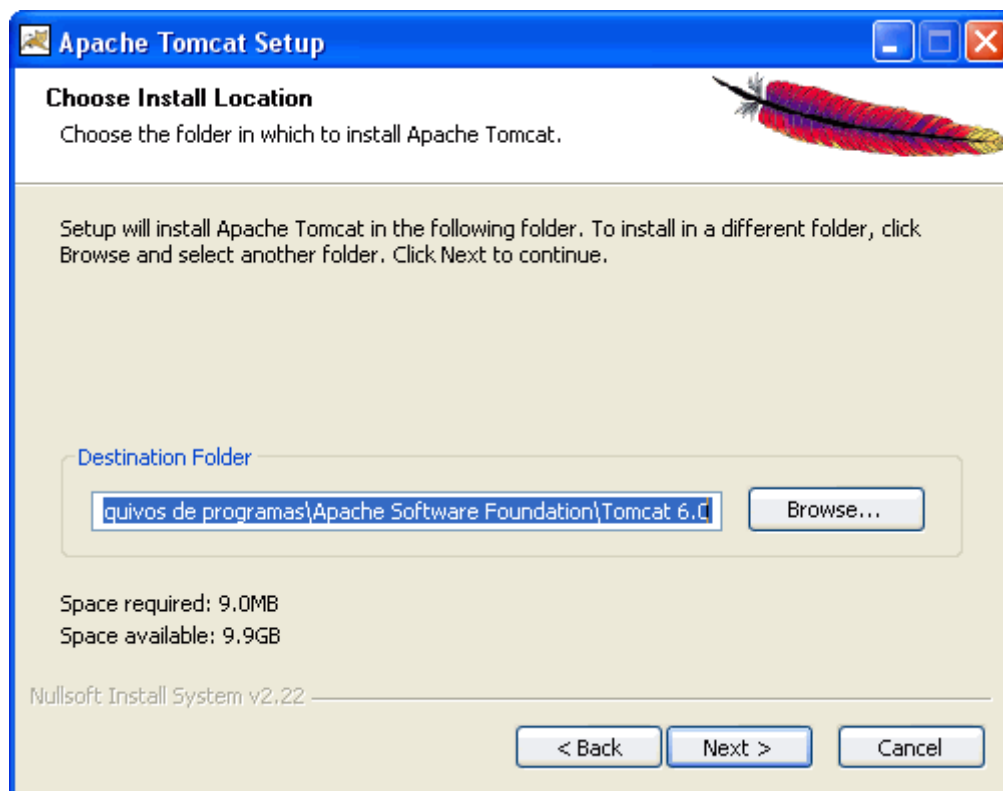 Apache Tomcat Setup
Choose Install Location
Choose the folder in which to install Apache Tomcat.
Setup will install Apache Tomcat in the following folder. To install in a different folder, click
Browse and select another folder. Click Next to continue.
Destination Folder
quivos de programas\Apache Software Foundation\Tomcat 6.0
Browse...
Space required: 9.0MB
Space available: 9.9GB
Nullsoft Install System v2.22
< Back
Next >
Cancel